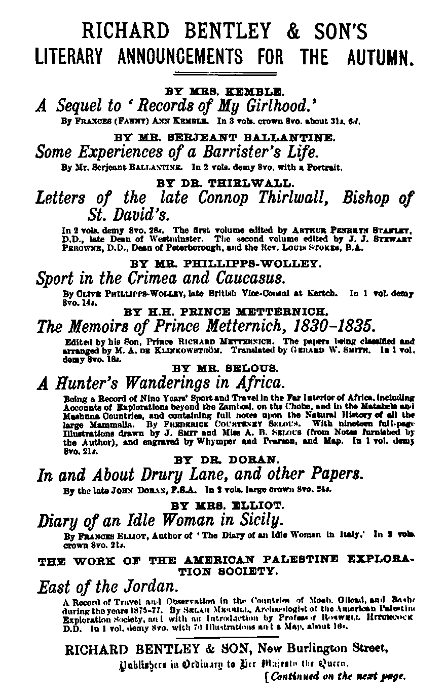 RICHARD BENTLEY & SON'S
LITERARY ANNOUNCEMENTS FOR THE AUTUMN.
BY MRS. KEMBLE.
A Sequel to 'Records of My Girlhood.'
By FRANCES (FANNY) ANN KEMBLE. In 3 vols. crown 8vo. about 31s. 6d.
BY MR. SERJEANT BALLANTINE.
Some Experiences of a Barrister's Life.
By Mr. Serjeant BALLANTINE. In 2 vols. demy 8vo. with a Portrait.
BY DR. THIRLWALL.
Letters of the late Connop Thirlwall, Bishop of
St. David's.
In 2 vols. demy 8vo. 28s. The first volume edited by ARTHUR PENRHYN STANLEY,
D.D., late Dean of Westminster. The second volume edited by J. J. STEWART
PEROWNE, D.D., Dean of Peterborough, and the Rev. LOUIS STOKES, B.A.
BY MR. PHILLIPPS-WOLLEY.
Sport in the Crimea and Caucasus.
By CLIVE PHILLIPPS-WOLLEY, late British Vice-Consul at Kertch. In 1 vol. demy
8vo. 14s.
BY H.H. PRINCE METTERNICH.
The Memoirs of Prince Metternich, 1830-1835.
Edited by his Son, Prince RICHARD METTERNICH. The papers being classified and
arranged by M. A. DE KLINKOWSTRÖM. Translated by GERARD W. SMITH. In 1 vol.
demy 8vo. 18s.
BY MR. SELOUS.
A Hunter's Wanderings in Africa.
Being a Record of Nine Years' Sport and Travel in the Far Interior of Africa, including
Accounts of Explorations beyond the Zambesi, on the Chobe, and in the Matabele and
Mashuna Countries, and containing full notes upon the Natural History of all the
large Mammalia. By FREDERICK COURTENEY SELOUS. With nineteen full-page
Illustrations drawn by J. SMIT and Miss A. B. SELOUS (from Notes furnished by
the Author), and engraved by Whymper and Pearson, and Map. In 1 vol. demy
8vo. 21s.
BY DR. DORAN.
In and About Drury Lane, and other Papers.
By the late JOHN DORAN, F.S.A. In 2 vols. large crown 8vo.
BY MRS. ELLIOT.
Diary of an Idle Woman in Sicily.
By FRANCES ELLIOT, Author of 'The Diary of an Idle Woman in Italy.' In 2 vols.
crown 8vo. 21s.
THE WORK OF THE AMERICAN PALESTINE EXPLORA-
TION SOCIETY.
East of the Jordan.
A Record of Travel and Observation in the Countries of Moab, Gilead, and Bashan
during the years 1875-77. By SELAH MERRILL, Archæologist of the American Palestine
Exploration Society, and with an Introduction by Professor ROSWELL HITCHCOCK
D.D. In 1 vol. demy 8vo. with 70 Illustrations and a Map, about 16s.
RICHARD BENTLEY & SON, New Burlington Street,
Publishers in Ordinary to Her Majesty the Queen.
[Continued on the next page.